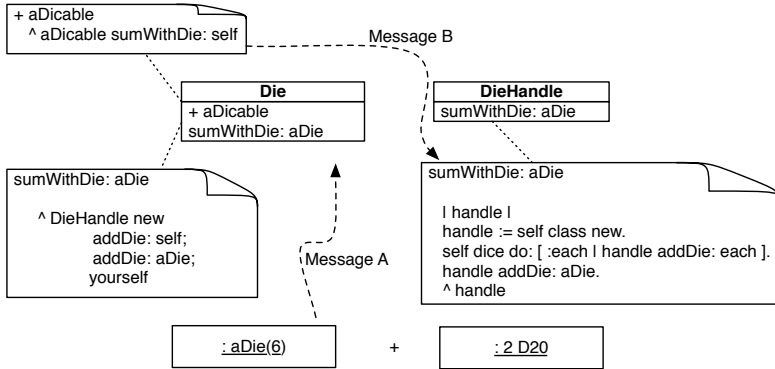 + aDicable
^ aDicable sumWithDie: self
Message B
Die
+ aDicable
sumWithDie: aDie
DieHandle
sumWithDie: aDie
sumWithDie: aDie
^ DieHandle new
addDie: self;
addDie: aDie;
yourself
Message A
sumWithDie: aDie
| handle |
handle := self class new.
self dice do: [ :each | handle addDie: each ].
handle addDie: aDie.
^ handle
: aDie(6)
+
: 2 D20